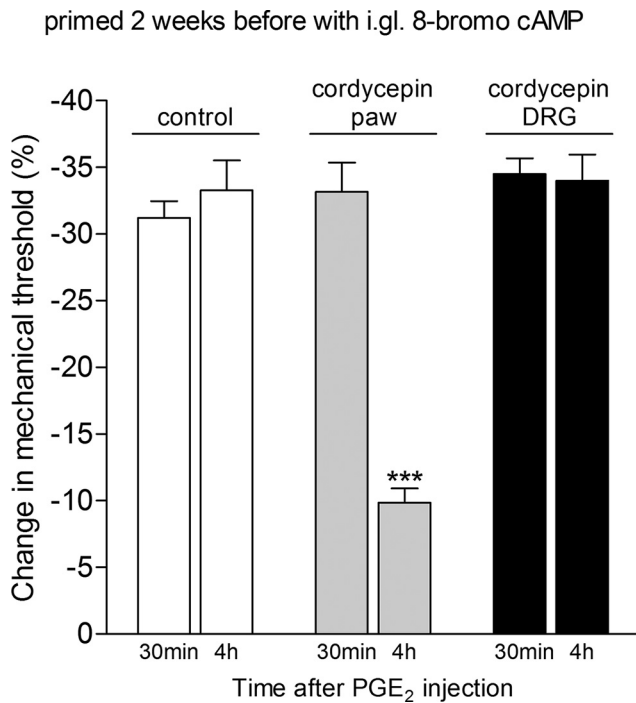 primed 2 weeks before with i.gl. 8-bromo cAMP
control
cordycepin
paw
cordycepin
DRG
Change in mechanical threshold (%)
-40
-35
-30
-25
-20
-15
-10
-5
0
***
30min 4h 30min 4h 30min 4h
Time after PGE₂ injection